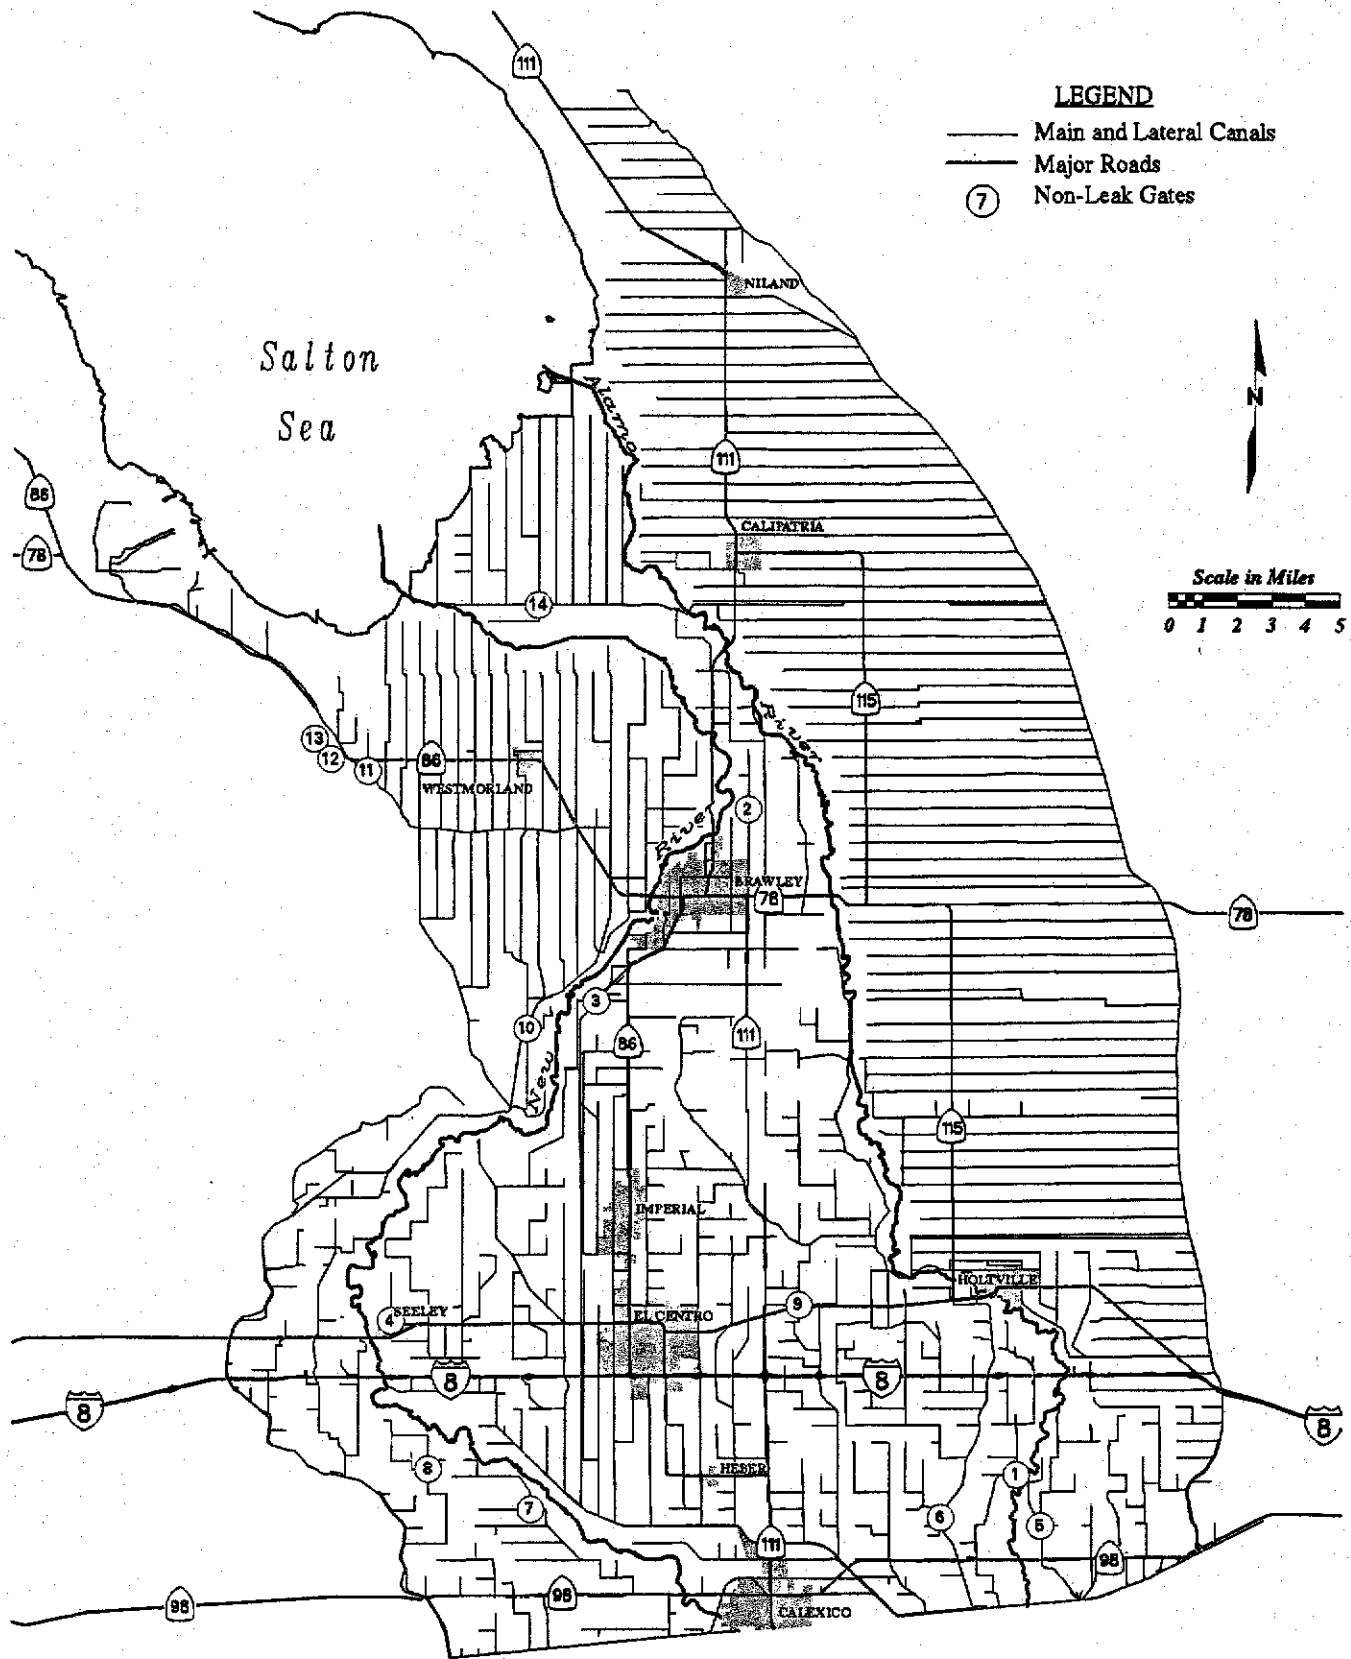 111
LEGEND
Main and Lateral Canals
Major Roads
7 Non-Leak Gates
NILAND
Salton
Sea
N
Alamo
111
86
CALIPATRIA
78
Scale in Miles
0 1 2 3 4 5
14
115
River
13
12
11
86
WESTMORLAND
2
River
BRAWLEY
78
78
3
10
86
111
New
115
IMPERIAL
HOLTVILLE
9
SEELEY
4
EL CENTRO
8
8
8
8
8
HEBER
1
7
6
5
111
98
98
98
CALEXICO